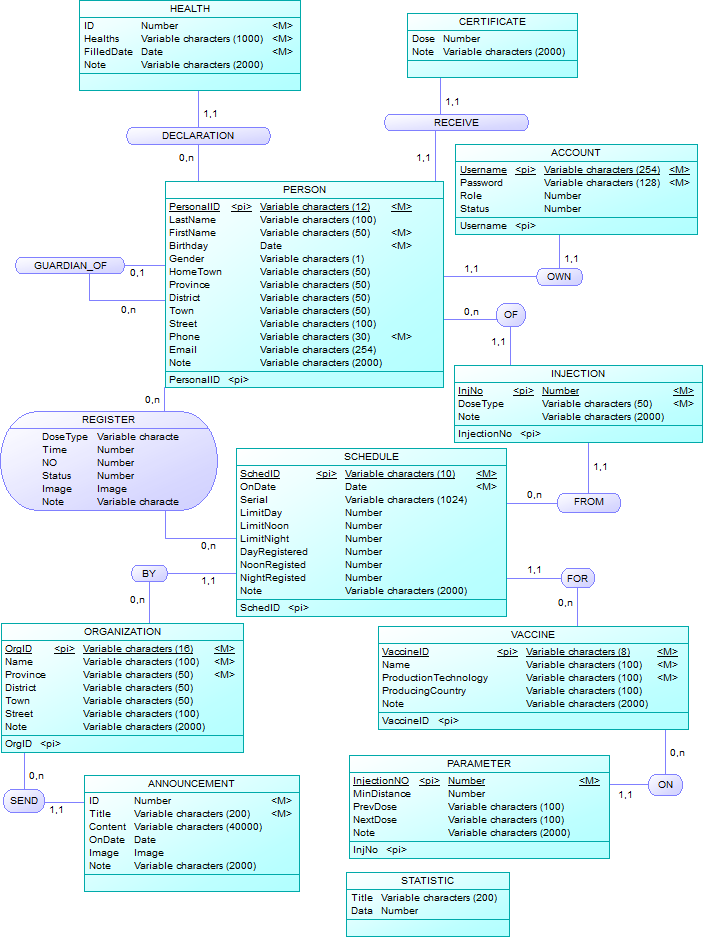 HEALTH
ID Number <M>
Healths Variable characters (1000) <M>
FilledDate Date <M>
Note Variable characters (2000)
CERTIFICATE
Dose Number
Note Variable characters (2000)
1,1
DECLARATION
0,n
1,1
RECEIVE
1,1
ACCOUNT
Username <pi> Variable characters (254) <M>
Password Variable characters (128) <M>
Role Number
Status Number
Username <pi>
PERSON
PersonalID <pi> Variable characters (12) <M>
LastName Variable characters (100)
FirstName Variable characters (50) <M>
Birthday Date <M>
Gender Variable characters (1)
HomeTown Variable characters (50)
Province Variable characters (50)
District Variable characters (50)
Town Variable characters (50)
Street Variable characters (100)
Phone Variable characters (30) <M>
Email Variable characters (254)
Note Variable characters (2000)
PersonalID <pi>
GUARDIAN_OF
0,1
0,n
1,1
OWN
1,1
0,n
OF
1,1
INJECTION
InjNo <pi> Number <M>
DoseType Variable characters (50) <M>
Note Variable characters (2000)
InjectionNo <pi>
0,n
REGISTER
DoseType Variable characte
Time Number
NO Number
Status Number
Image Image
Note Variable characte
0,n
SCHEDULE
SchedID <pi> Variable characters (10) <M>
OnDate Date <M>
Serial Variable characters (1024)
LimitDay Number
LimitNoon Number
LimitNight Number
DayRegistered Number
NoonRegisted Number
NightRegisted Number
Note Variable characters (2000)
SchedID <pi>
1,1
FROM
0,n
BY
1,1
0,n
1,1
FOR
0,n
ORGANIZATION
OrgID <pi> Variable characters (16) <M>
Name Variable characters (100) <M>
Province Variable characters (50) <M>
District Variable characters (50)
Town Variable characters (50)
Street Variable characters (100)
Note Variable characters (2000)
OrgID <pi>
VACCINE
VaccineID <pi> Variable characters (8) <M>
Name Variable characters (100) <M>
ProductionTechnology Variable characters (100) <M>
ProducingCountry Variable characters (100)
Note Variable characters (2000)
VaccineID <pi>
0,n
SEND
1,1
ANNOUNCEMENT
ID Number <M>
Title Variable characters (200) <M>
Content Variable characters (40000)
OnDate Date
Image Image
Note Variable characters (2000)
0,n
ON
1,1
PARAMETER
InjectionNO <pi> Number <M>
MinDistance Number
PrevDose Variable characters (100)
NextDose Variable characters (100)
Note Variable characters (2000)
InjNo <pi>
STATISTIC
Title Variable characters (200)
Data Number